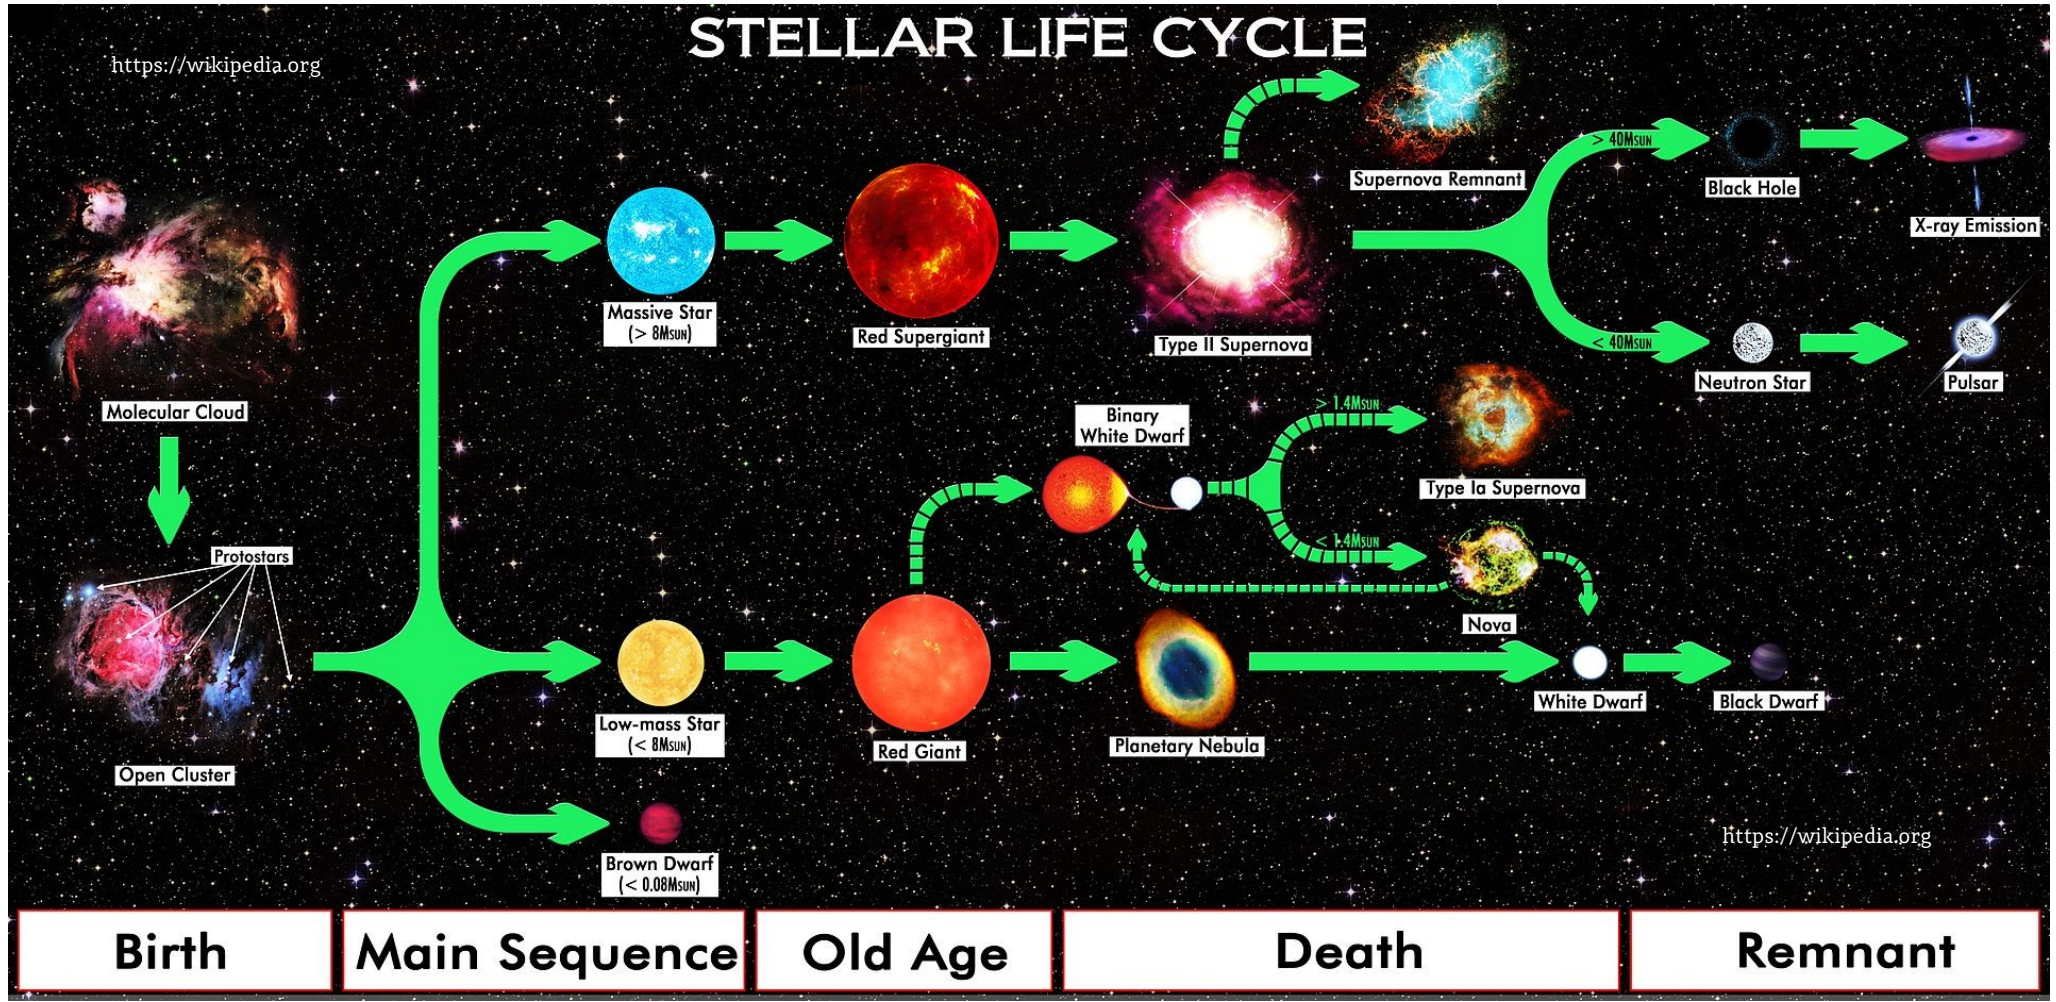 STELLAR LIFE CYCLE
https://wikipedia.org
Supernova Remnant
> 40MSUN
Black Hole
X-ray Emission
Massive Star
(> 8MSUN)
Red Supergiant
Type II Supernova
< 40MSUN
Neutron Star
Pulsar
Molecular Cloud
Binary
White Dwarf
> 1.4MSUN
Type Ia Supernova
< 1.4MSUN
Nova
Protostars
Open Cluster
Low-mass Star
(< 8MSUN)
Red Giant
Planetary Nebula
White Dwarf
Black Dwarf
Brown Dwarf
(< 0.08MSUN)
https://wikipedia.org
Birth
Main Sequence
Old Age
Death
Remnant